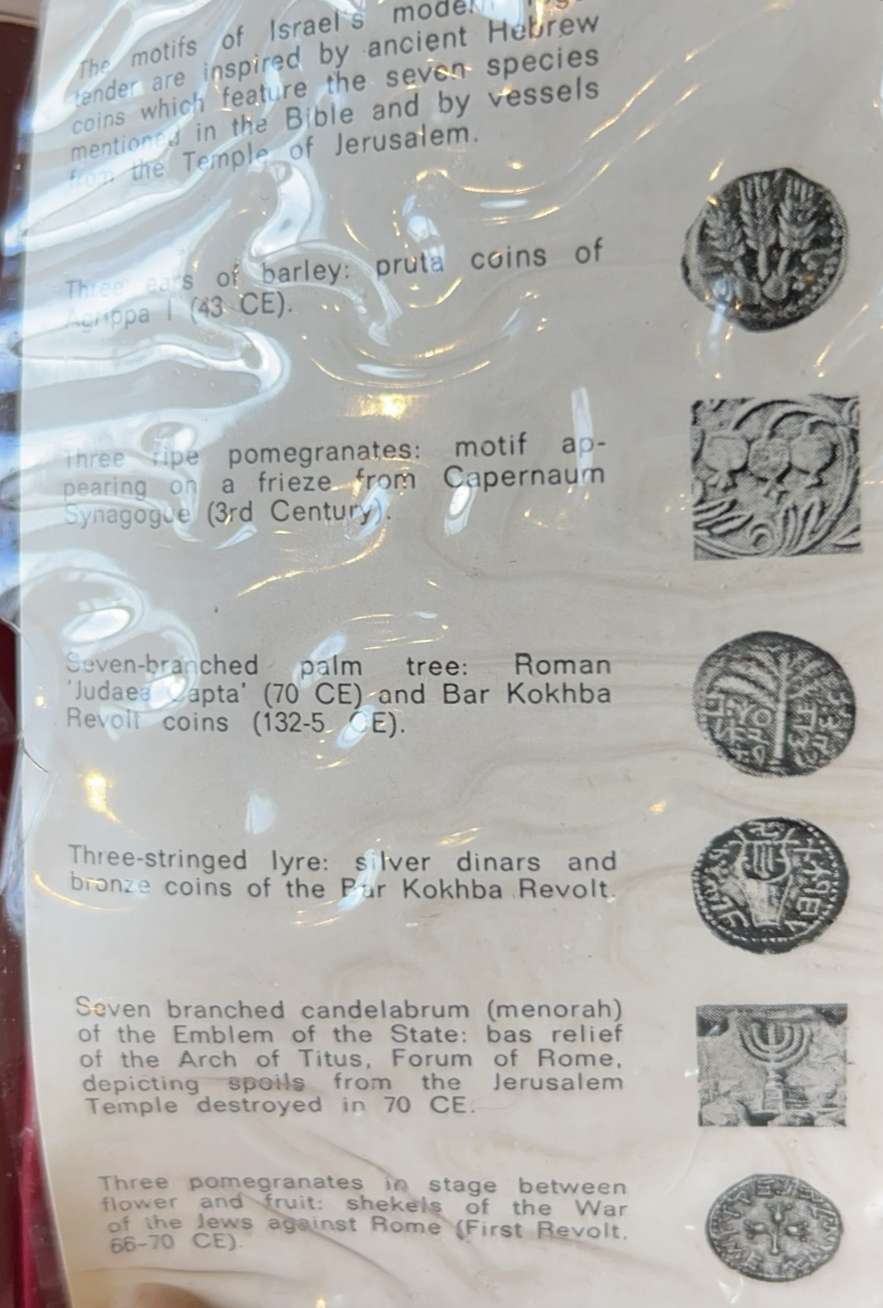 The motifs of Israel's
tender are inspired by ancient Hebrew
coins which feature the seven species
mentioned in the Bible and by vessels
from the Temple of Jerusalem.
Three ears of barley: pruta coins of
Agrippa I (43 CE).
Three ripe pomegranates: motif ap-
pearing on a frieze from Capernaum
Synagogue (3rd Century).
Seven-branched palm tree: Roman
'Judaea Capta' (70 CE) and Bar Kokhba
Revolt coins (132-5 CE).
Three-stringed lyre: silver dinars and
bronze coins of the Bar Kokhba Revolt.
Seven branched candelabrum (menorah)
of the Emblem of the State: bas relief
of the Arch of Titus, Forum of Rome,
depicting spoils from the Jerusalem
Temple destroyed in 70 CE.
Three pomegranates in stage between
flower and fruit: shekels of the War
of the Jews against Rome (First Revolt,
66-70 CE).